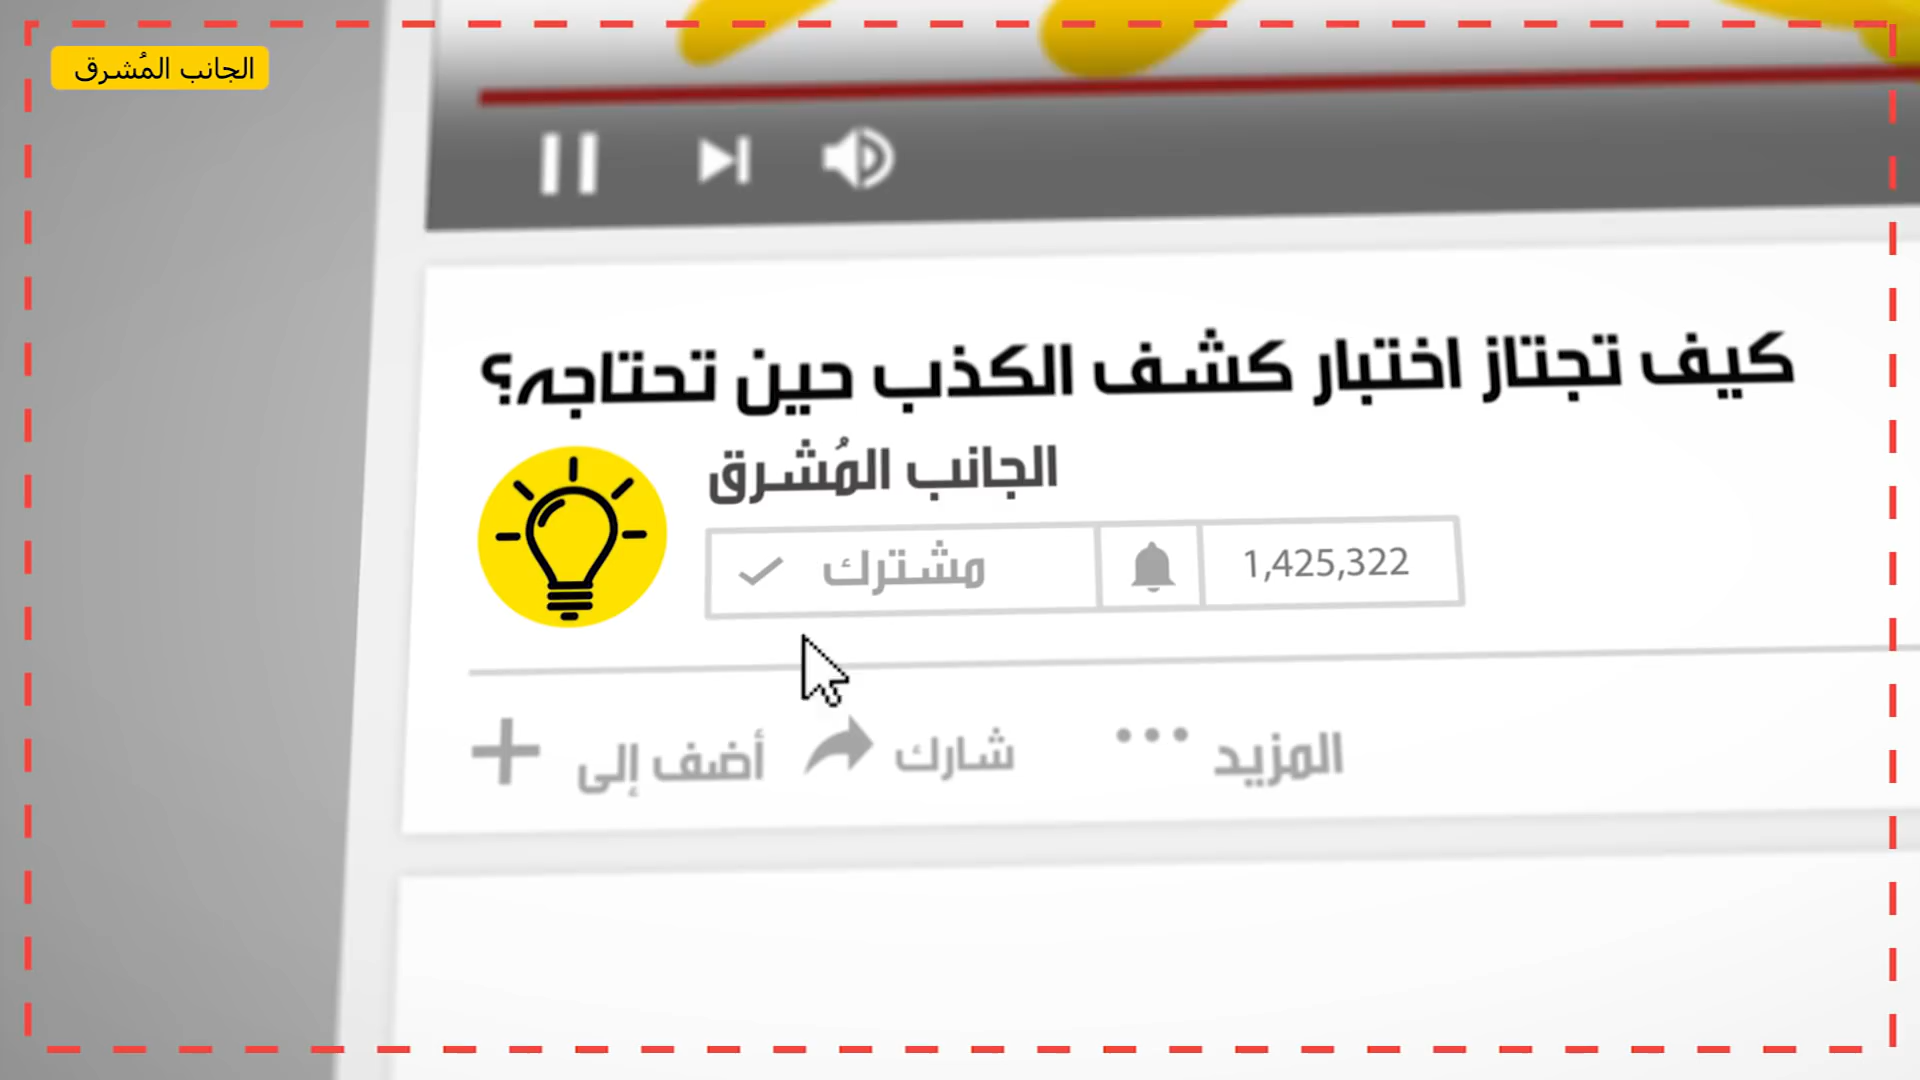 الجانب المُشرق
كيف تجتاز اختبار كشف الكذب حين تحتاجه؟
الجانب المُشرق
مشترك 1,425,322
أضف إلى شارك المزيد